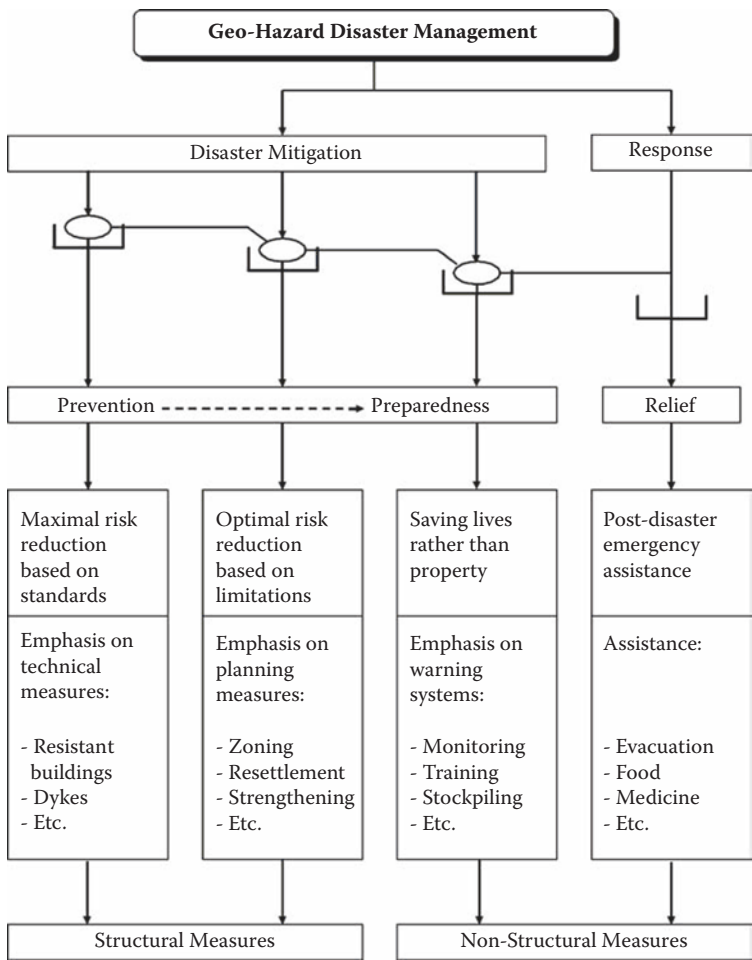 Geo-Hazard Disaster Management
Disaster Mitigation
Response
Prevention
Preparedness
Relief
Maximal risk
reduction
based on
standards
Optimal risk
reduction
based on
limitations
Saving lives
rather than
property
Post-disaster
emergency
assistance
Emphasis on
technical
measures:
- Resistant
buildings
- Dykes
- Etc.
Emphasis on
planning
measures:
- Zoning
- Resettlement
- Strengthening
- Etc.
Emphasis on
warning
systems:
- Monitoring
- Training
- Stockpiling
- Etc.
Assistance:
- Evacuation
- Food
- Medicine
- Etc.
Structural Measures
Non-Structural Measures